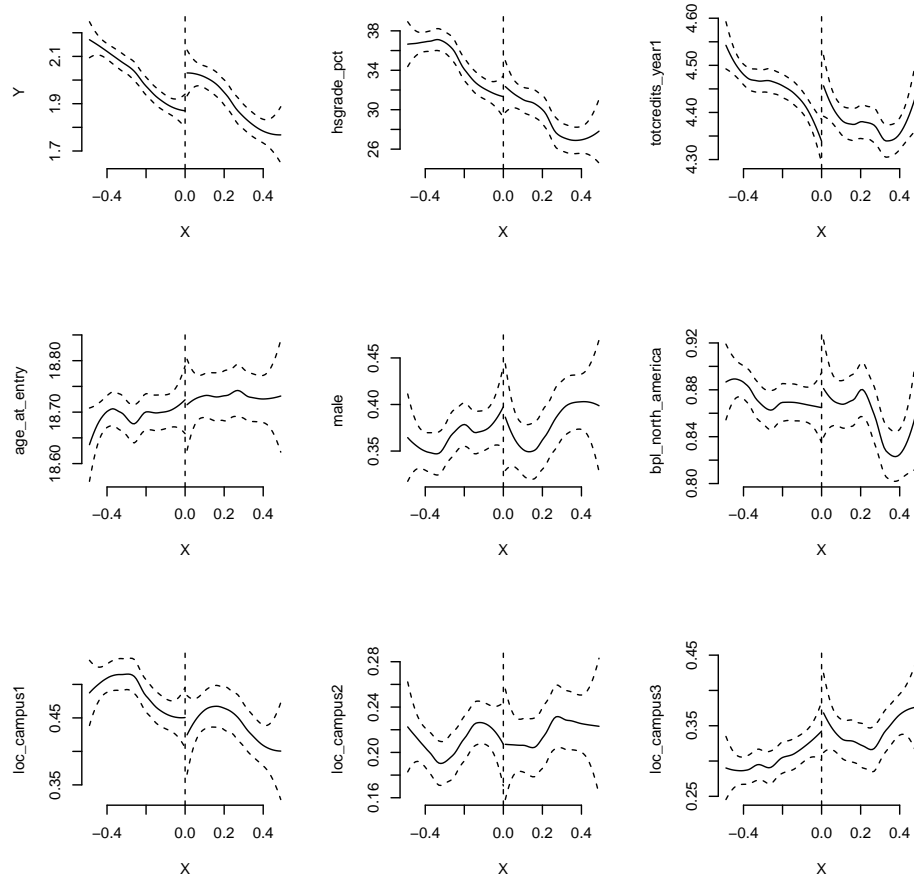 Y
1.7 1.9 2.1
−0.4 0.0 0.2 0.4
X
hsgrade_pct
26 30 34 38
−0.4 0.0 0.2 0.4
X
totcredits_year1
4.30 4.40 4.50 4.60
−0.4 0.0 0.2 0.4
X
age_at_entry
18.60 18.70 18.80
−0.4 0.0 0.2 0.4
X
male
0.35 0.40 0.45
−0.4 0.0 0.2 0.4
X
bpl_north_america
0.80 0.84 0.88 0.92
−0.4 0.0 0.2 0.4
X
loc_campus1
0.35 0.45
−0.4 0.0 0.2 0.4
X
loc_campus2
0.16 0.20 0.24 0.28
−0.4 0.0 0.2 0.4
X
loc_campus3
0.25 0.35 0.45
−0.4 0.0 0.2 0.4
X